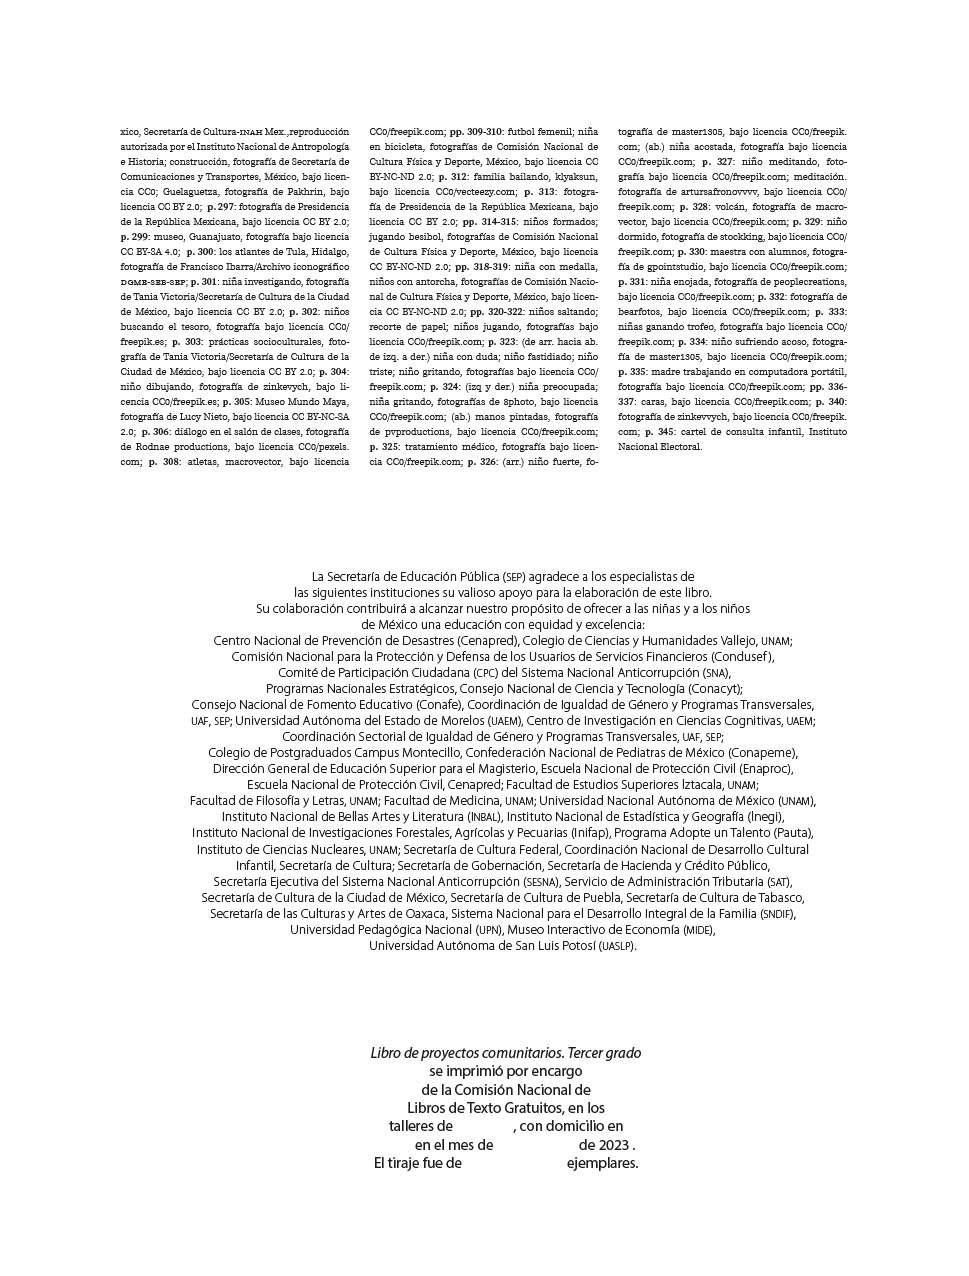 xico, Secretaría de Cultura-INAH Mex.,reproducción
autorizada por el Instituto Nacional de Antropología
e Historia; construcción, fotografía de Secretaría de
Comunicaciones y Transportes, México, bajo licen-
cia CC0; Guelaguetza, fotografía de Pakhrin, bajo
licencia CC BY 2.0; p. 297: fotografía de Presidencia
de la República Mexicana, bajo licencia CC BY 2.0;
p. 299: museo, Guanajuato, fotografía bajo licencia
CC BY-SA 4.0; p. 300: los atlantes de Tula, Hidalgo,
fotografía de Francisco Ibarra/Archivo iconográfico
DGME-SEB-SEP; p. 301: niña investigando, fotografía
de Tania Victoria/Secretaría de Cultura de la Ciudad
de México, bajo licencia CC BY 2.0; p. 302: niños
buscando el tesoro, fotografía bajo licencia CC0/
freepik.es; p. 303: prácticas socioculturales, foto-
grafía de Tania Victoria/Secretaría de Cultura de la
Ciudad de México, bajo licencia CC BY 2.0; p. 304:
niño dibujando, fotografía de zinkevych, bajo li-
cencia CC0/freepik.es; p. 305: Museo Mundo Maya,
fotografía de Lucy Nieto, bajo licencia CC BY-NC-SA
2.0; p. 306: diálogo en el salón de clases, fotografía
de Rodnae productions, bajo licencia CC0/pexels.
com; p. 308: atletas, macrovector, bajo licencia
CC0/freepik.com; pp. 309-310: futbol femenil; niña
en bicicleta, fotografías de Comisión Nacional de
Cultura Física y Deporte, México, bajo licencia CC
BY-NC-ND 2.0; p. 312: familia bailando, klyaksun,
bajo licencia CC0/vecteezy.com; p. 313: fotogra-
fía de Presidencia de la República Mexicana, bajo
licencia CC BY 2.0; pp. 314-315: niños formados;
jugando besibol, fotografías de Comisión Nacional
de Cultura Física y Deporte, México, bajo licencia
CC BY-NC-ND 2.0; pp. 318-319: niña con medalla,
niños con antorcha, fotografías de Comisión Nacio-
nal de Cultura Física y Deporte, México, bajo licen-
cia CC BY-NC-ND 2.0; pp. 320-322: niños saltando;
recorte de papel; niños jugando, fotografías bajo
licencia CC0/freepik.com; p. 323: (de arr. hacia ab.
de izq. a der.) niña con duda; niño fastidiado; niño
triste; niño gritando, fotografías bajo licencia CC0/
freepik.com; p. 324: (izq y der.) niña preocupada;
niña gritando, fotografías de 8photo, bajo licencia
CC0/freepik.com; (ab.) manos pintadas, fotografía
de pvproductions, bajo licencia CC0/freepik.com;
p. 325: tratamiento médico, fotografía bajo licen-
cia CC0/freepik.com; p. 326: (arr.) niño fuerte, fo-
tografía de master1305, bajo licencia CC0/freepik.
com; (ab.) niña acostada, fotografía bajo licencia
CC0/freepik.com; p. 327: niño meditando, foto-
grafía bajo licencia CC0/freepik.com; meditación.
fotografía de artursafronovvvv, bajo licencia CC0/
freepik.com; p. 328: volcán, fotografía de macro-
vector, bajo licencia CC0/freepik.com; p. 329: niño
dormido, fotografía de stockking, bajo licencia CC0/
freepik.com; p. 330: maestra con alumnos, fotogra-
fía de gpointstudio, bajo licencia CC0/freepik.com;
p. 331: niña enojada, fotografía de peoplecreations,
bajo licencia CC0/freepik.com; p. 332: fotografía de
bearfotos, bajo licencia CC0/freepik.com; p. 333:
niñas ganando trofeo, fotografía bajo licencia CC0/
freepik.com; p. 334: niño sufriendo acoso, fotogra-
fía de master1305, bajo licencia CC0/freepik.com;
p. 335: madre trabajando en computadora portátil,
fotografía bajo licencia CC0/freepik.com; pp. 336-
337: caras, bajo licencia CC0/freepik.com; p. 340:
fotografía de zinkevvych, bajo licencia CC0/freepik.
com; p. 345: cartel de consulta infantil, Instituto
Nacional Electoral.
La Secretaría de Educación Pública (SEP) agradece a los especialistas de
las siguientes instituciones su valioso apoyo para la elaboración de este libro.
Su colaboración contribuirá a alcanzar nuestro propósito de ofrecer a las niñas y a los niños
de México una educación con equidad y excelencia:
Centro Nacional de Prevención de Desastres (Cenapred), Colegio de Ciencias y Humanidades Vallejo, UNAM;
Comisión Nacional para la Protección y Defensa de los Usuarios de Servicios Financieros (Condusef),
Comité de Participación Ciudadana (CPC) del Sistema Nacional Anticorrupción (SNA),
Programas Nacionales Estratégicos, Consejo Nacional de Ciencia y Tecnología (Conacyt);
Consejo Nacional de Fomento Educativo (Conafe), Coordinación de Igualdad de Género y Programas Transversales,
UAF, SEP; Universidad Autónoma del Estado de Morelos (UAEM), Centro de Investigación en Ciencias Cognitivas, UAEM;
Coordinación Sectorial de Igualdad de Género y Programas Transversales, UAF, SEP;
Colegio de Postgraduados Campus Montecillo, Confederación Nacional de Pediatras de México (Conapeme),
Dirección General de Educación Superior para el Magisterio, Escuela Nacional de Protección Civil (Enaproc),
Escuela Nacional de Protección Civil, Cenapred; Facultad de Estudios Superiores Iztacala, UNAM;
Facultad de Filosofía y Letras, UNAM; Facultad de Medicina, UNAM; Universidad Nacional Autónoma de México (UNAM),
Instituto Nacional de Bellas Artes y Literatura (INBAL), Instituto Nacional de Estadística y Geografía (Inegi),
Instituto Nacional de Investigaciones Forestales, Agrícolas y Pecuarias (Inifap), Programa Adopte un Talento (Pauta),
Instituto de Ciencias Nucleares, UNAM; Secretaría de Cultura Federal, Coordinación Nacional de Desarrollo Cultural
Infantil, Secretaría de Cultura; Secretaría de Gobernación, Secretaría de Hacienda y Crédito Público,
Secretaría Ejecutiva del Sistema Nacional Anticorrupción (SESNA), Servicio de Administración Tributaria (SAT),
Secretaría de Cultura de la Ciudad de México, Secretaría de Cultura de Puebla, Secretaría de Cultura de Tabasco,
Secretaría de las Culturas y Artes de Oaxaca, Sistema Nacional para el Desarrollo Integral de la Familia (SNDIF),
Universidad Pedagógica Nacional (UPN), Museo Interactivo de Economía (MIDE),
Universidad Autónoma de San Luis Potosí (UASLP).
Libro de proyectos comunitarios. Tercer grado
se imprimió por encargo
de la Comisión Nacional de
Libros de Texto Gratuitos, en los
talleres de , con domicilio en
en el mes de de 2023 .
El tiraje fue de ejemplares.